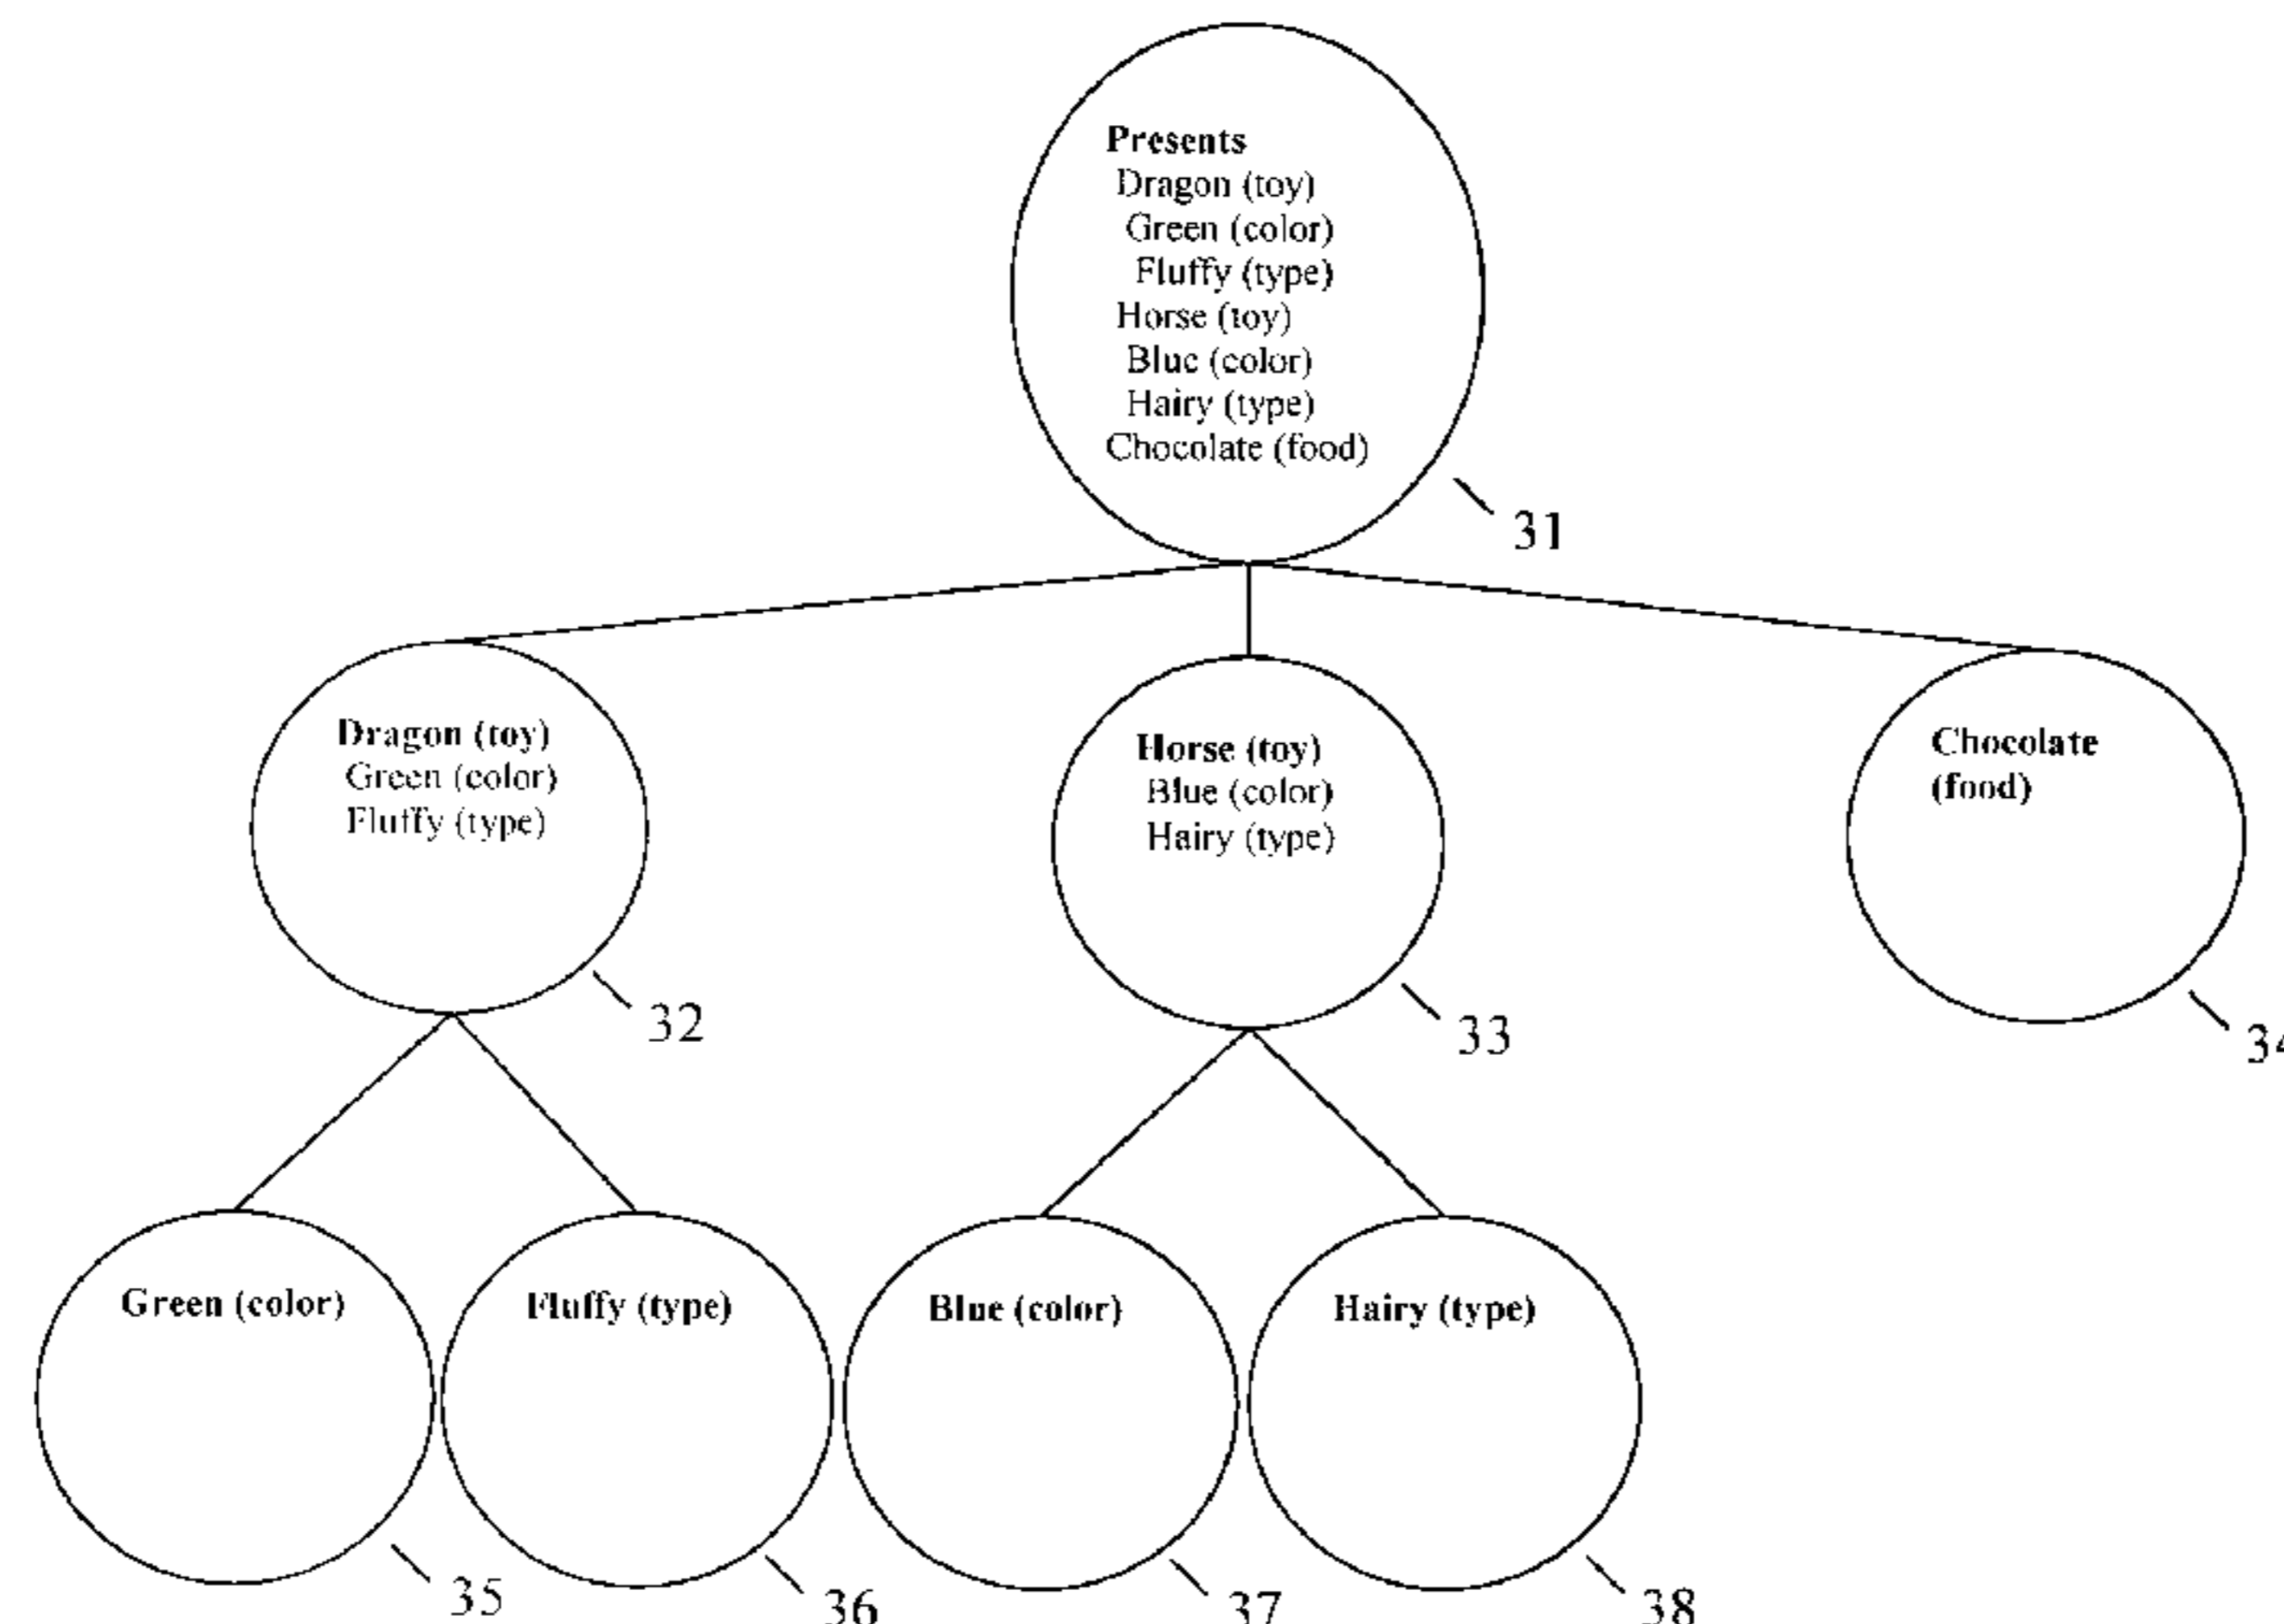 Presents
Dragon (toy)
Green (color)
Fluffy (type)
Horse (toy)
Blue (color)
Hairy (type)
Chocolate (food)
31
Dragon (toy)
Green (color)
Fluffy (type)
32
Horse (toy)
Blue (color)
Hairy (type)
33
Chocolate
(food)
34
Green (color)
35
Fluffy (type)
36
Blue (color)
37
Hairy (type)
38